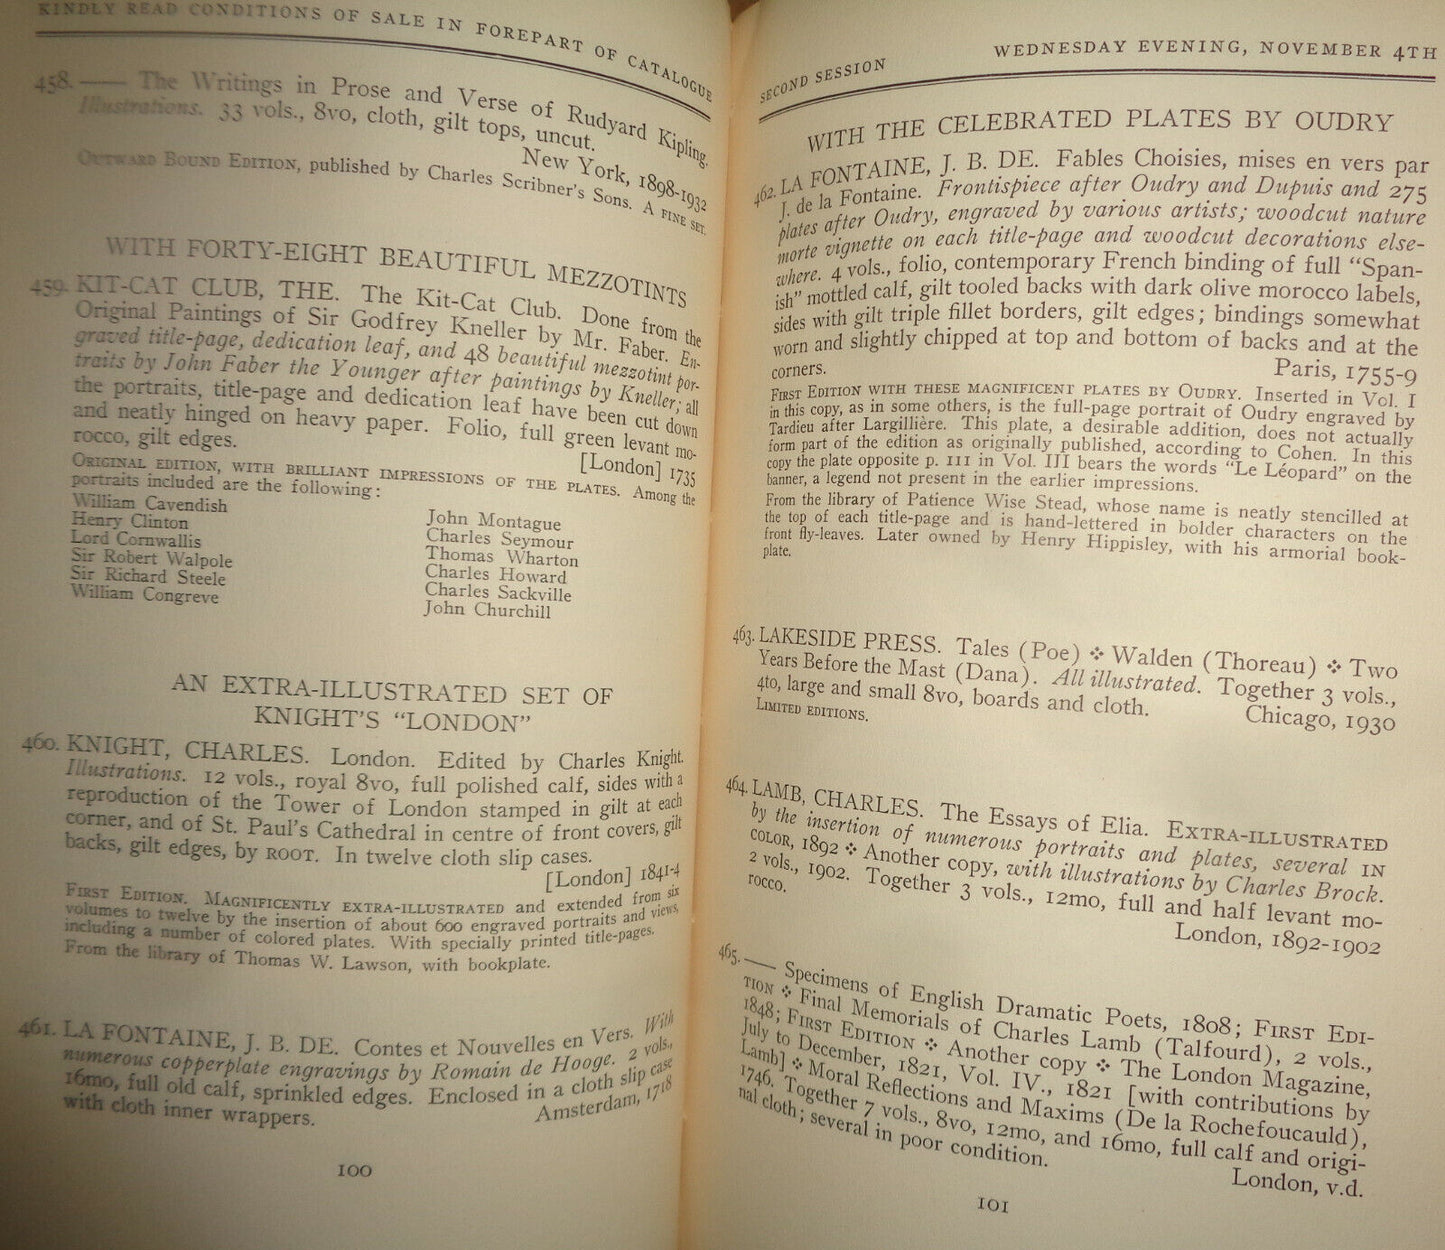 KINDLY READ CONDITIONS OF SALE IN FOREPART OF CATALOGUE
458. —— The Writings in Prose and Verse of Rudyard Kipling.
Illustrations. 33 vols., 8vo, cloth, gilt tops, uncut.
New York, 1898-1932
OUTWARD BOUND EDITION, published by Charles Scribner's Sons. A FINE SET.
WITH FORTY-EIGHT BEAUTIFUL MEZZOTINTS
459. KIT-CAT CLUB, THE. The Kit-Cat Club. Done from the
Original Paintings of Sir Godfrey Kneller by Mr. Faber. En-
graved title-page, dedication leaf, and 48 beautiful mezzotint por-
traits by John Faber the Younger after paintings by Kneller; all
the portraits, title-page and dedication leaf have been cut down
and neatly hinged on heavy paper. Folio, full green levant mo-
rocco, gilt edges.
[London] 1735
ORIGINAL EDITION, WITH BRILLIANT IMPRESSIONS OF THE PLATES. Among the
portraits included are the following:
William Cavendish
Henry Clinton
Lord Cornwallis
Sir Robert Walpole
Sir Richard Steele
William Congreve
John Montague
Charles Seymour
Thomas Wharton
Charles Howard
Charles Sackville
John Churchill
AN EXTRA-ILLUSTRATED SET OF
KNIGHT'S "LONDON"
460. KNIGHT, CHARLES. London. Edited by Charles Knight.
Illustrations. 12 vols., royal 8vo, full polished calf, sides with a
reproduction of the Tower of London stamped in gilt at each
corner, and of St. Paul's Cathedral in centre of front covers, gilt
backs, gilt edges, by ROOT. In twelve cloth slip cases.
[London] 1841-4
FIRST EDITION. MAGNIFICENTLY EXTRA-ILLUSTRATED and extended from six
volumes to twelve by the insertion of about 600 engraved portraits and views,
including a number of colored plates. With specially printed title-pages.
From the library of Thomas W. Lawson, with bookplate.
461. LA FONTAINE, J. B. DE. Contes et Nouvelles en Vers. With
numerous copperplate engravings by Romain de Hooge. 2 vols.,
16mo, full old calf, sprinkled edges. Enclosed in a cloth slip case
with cloth inner wrappers.
Amsterdam, 1718
100
SECOND SESSION
WEDNESDAY EVENING, NOVEMBER 4TH
WITH THE CELEBRATED PLATES BY OUDRY
462. LA FONTAINE, J. B. DE. Fables Choisies, mises en vers par
J. de la Fontaine. Frontispiece after Oudry and Dupuis and 275
plates after Oudry, engraved by various artists; woodcut nature
morte vignette on each title-page and woodcut decorations else-
where. 4 vols., folio, contemporary French binding of full "Span-
ish" mottled calf, gilt tooled backs with dark olive morocco labels,
sides with gilt triple fillet borders, gilt edges; bindings somewhat
worn and slightly chipped at top and bottom of backs and at the
corners.
Paris, 1755-9
FIRST EDITION WITH THESE MAGNIFICENT PLATES BY OUDRY. Inserted in Vol. I
in this copy, as in some others, is the full-page portrait of Oudry engraved by
Tardieu after Largillière. This plate, a desirable addition, does not actually
form part of the edition as originally published, according to Cohen. In this
copy the plate opposite p. 111 in Vol. III bears the words "Le Léopard" on the
banner, a legend not present in the earlier impressions.
From the library of Patience Wise Stead, whose name is neatly stencilled at
the top of each title-page and is hand-lettered in bolder characters on the
front fly-leaves. Later owned by Henry Hippisley, with his armorial book-
plate.
463. LAKESIDE PRESS. Tales (Poe) ❖ Walden (Thoreau) ❖ Two
Years Before the Mast (Dana). All illustrated. Together 3 vols.,
4to, large and small 8vo, boards and cloth.
Chicago, 1930
LIMITED EDITIONS.
464. LAMB, CHARLES. The Essays of Elia. EXTRA-ILLUSTRATED
by the insertion of numerous portraits and plates, several IN
COLOR, 1892 ❖ Another copy, with illustrations by Charles Brock.
2 vols., 1902. Together 3 vols., 12mo, full and half levant mo-
rocco.
London, 1892-1902
465. —— Specimens of English Dramatic Poets, 1808; FIRST EDI-
TION ❖ Final Memorials of Charles Lamb (Talfourd), 2 vols.,
1848; FIRST EDITION ❖ Another copy ❖ The London Magazine,
July to December, 1821, Vol. IV., 1821 [with contributions by
Lamb] ❖ Moral Reflections and Maxims (De la Rochefoucauld),
1746. Together 7 vols., 8vo, 12mo, and 16mo, full calf and origi-
nal cloth; several in poor condition.
London, v.d.
101